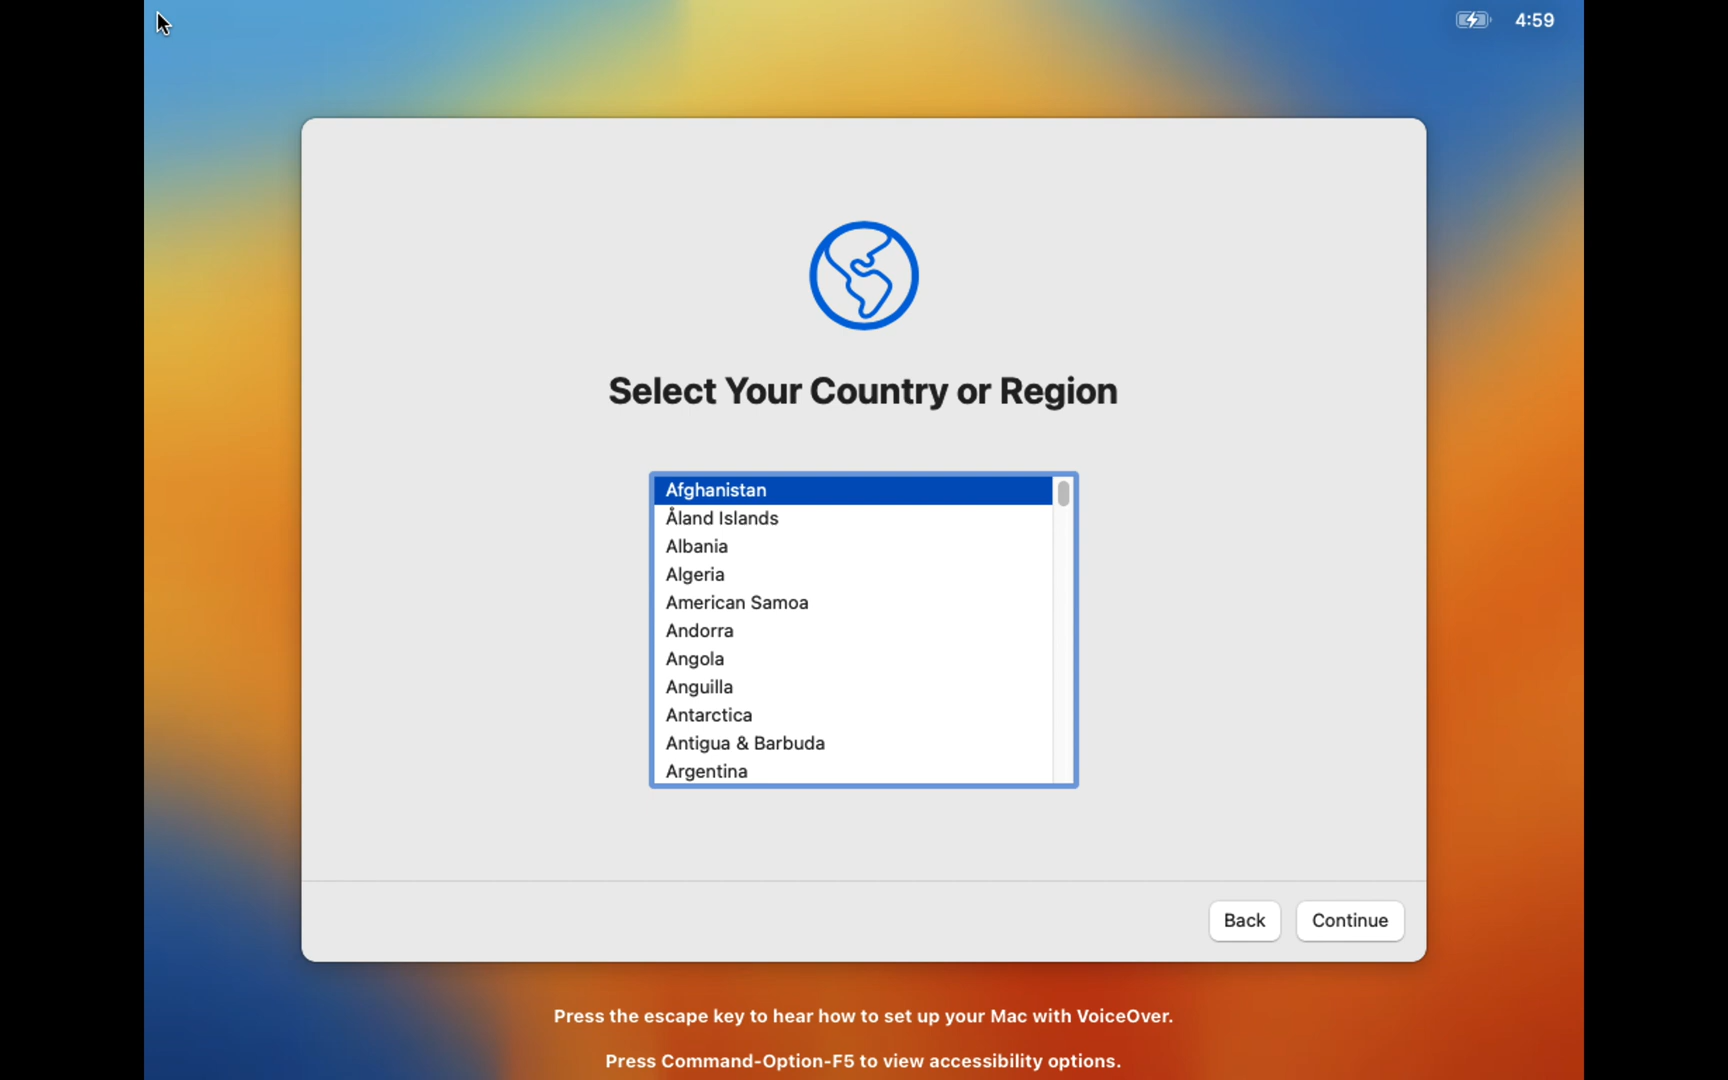 4:59
Select Your Country or Region
Afghanistan
Åland Islands
Albania
Algeria
American Samoa
Andorra
Angola
Anguilla
Antarctica
Antigua & Barbuda
Argentina
Back
Continue
Press the escape key to hear how to set up your Mac with VoiceOver.
Press Command-Option-F5 to view accessibility options.